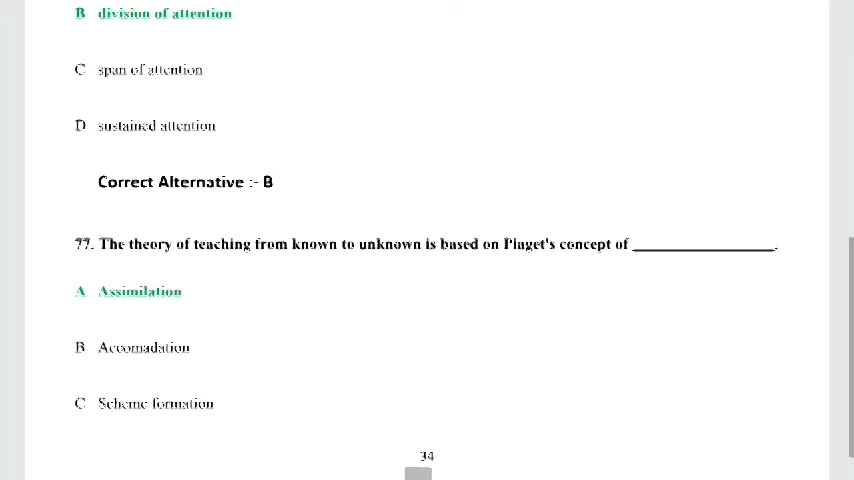 B division of attention
C span of attention
D sustained attention
Correct Alternative :- B
77. The theory of teaching from known to unknown is based on Piaget's concept of ________________.
A Assimilation
B Accomadation
C Scheme formation
34